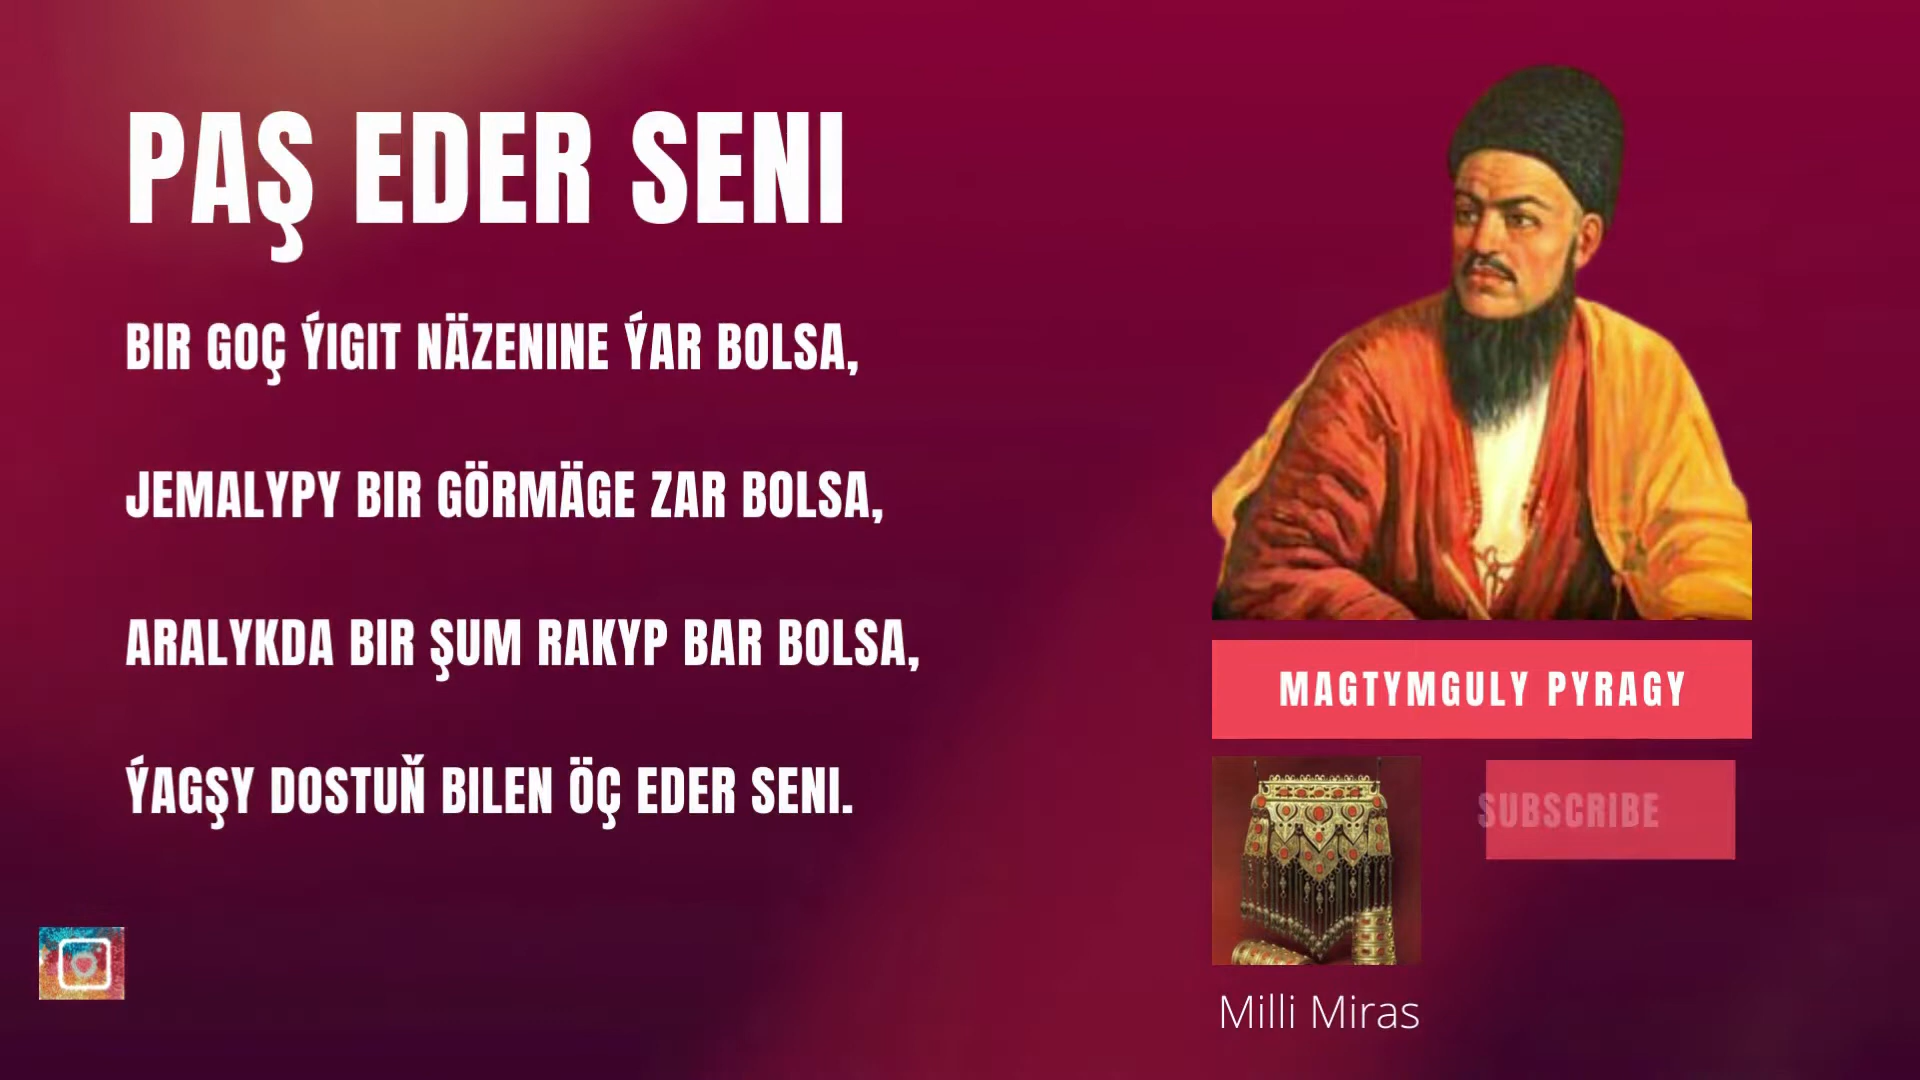 PAŞ EDER SENI
BIR GOÇ ÝIGIT NÄZENINE ÝAR BOLSA,
JEMALYPY BIR GÖRMÄGE ZAR BOLSA,
ARALYKDA BIR ŞUM RAKYP BAR BOLSA,
ÝAGŞY DOSTUŇ BILEN ÖÇ EDER SENI.
MAGTYMGULY PYRAGY
SUBSCRIBE
Milli Miras